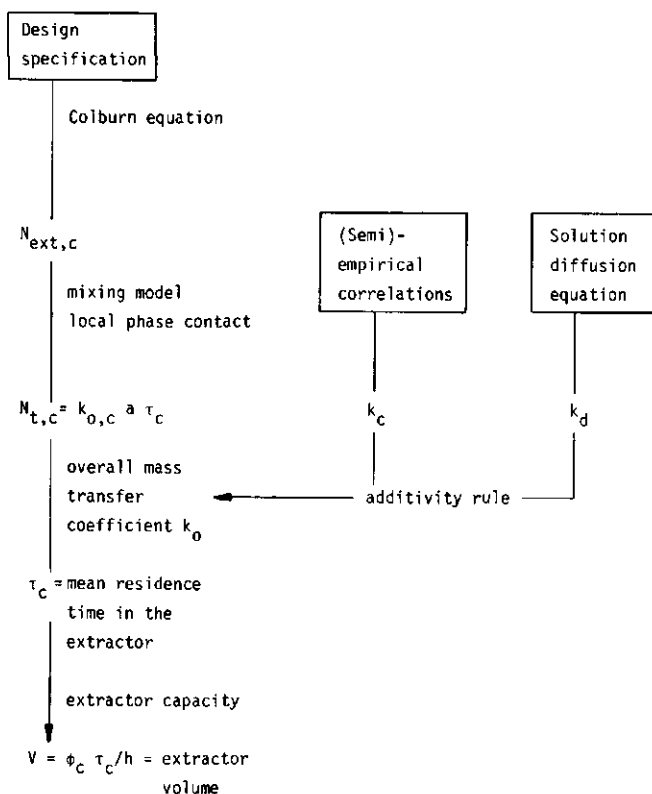 Design
specification
Colburn equation
N_ext,c
mixing model
local phase contact
N_t,c = k_o,c a τ_c
overall mass
transfer
coefficient k_o
τ_c = mean residence
time in the
extractor
extractor capacity
V = ϕ_c τ_c/h = extractor
volume
(Semi)-
empirical
correlations
k_c
Solution
diffusion
equation
k_d
additivity rule